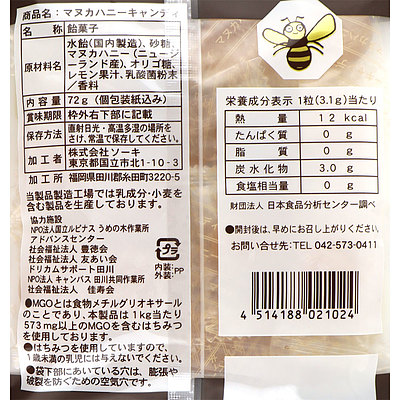 商品名：マヌカハニーキャンディ
名称 飴菓子
原材料名 水飴(国内製造)、砂糖、
マヌカハニー(ニュージ
ーランド産)、オリゴ糖、
レモン果汁、乳酸菌粉末
／香料
内容量 72g（個包装紙込み）
賞味期限 枠外右下部に記載
保存方法 直射日光・高温多湿の場所を
さけ、常温で保存してください。
加工者 株式会社ソーキ
東京都国立市北1-10-3
加工所 福岡県田川郡糸田町3220-5
当製品製造工場では乳成分・小麦を
含む製品を生産しております。
協力施設
NPO法人国立ルピナス うめの木作業所
アドバンスセンター
社会福祉法人 豊徳会
社会福祉法人 友あい会
ドリカムサポート田川
NPO法人 キャンバス 田川共同作業所
社会福祉法人 佳寿会
プラ
外装:
内装:PP
●MGOとは食物メチルグリオキサール
のことであり、本製品は1kg当たり
573mg以上のMGOを含むはちみつ
を使用しております。
●はちみつを使用していますので、
1歳未満の乳児には与えないでください。
●袋下部にあいている穴は、膨張や
破裂を防ぐための空気穴です。
栄養成分表示 1粒(3.1g)当たり
熱量 12 kcal
たんぱく質 0 g
脂質 0 g
炭水化物 3.0 g
食塩相当量 0 g
財団法人 日本食品分析センター調べ
●開封後は、早めにお召し上がりください。
お問い合せ先：TEL 042-573-0411
4 514188 021024